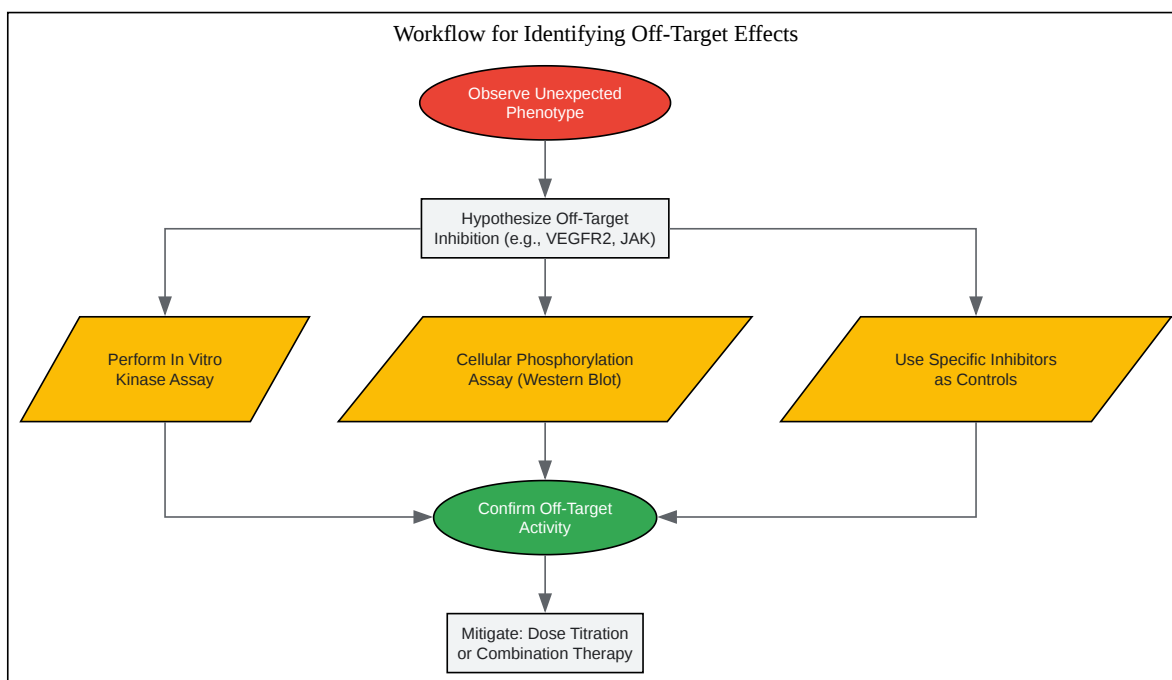 Workflow for Identifying Off-Target Effects
Observe Unexpected
Phenotype
Hypothesize Off-Target
Inhibition (e.g., VEGFR2, JAK)
Perform In Vitro
Kinase Assay
Cellular Phosphorylation
Assay (Western Blot)
Use Specific Inhibitors
as Controls
Confirm Off-Target
Activity
Mitigate: Dose Titration
or Combination Therapy